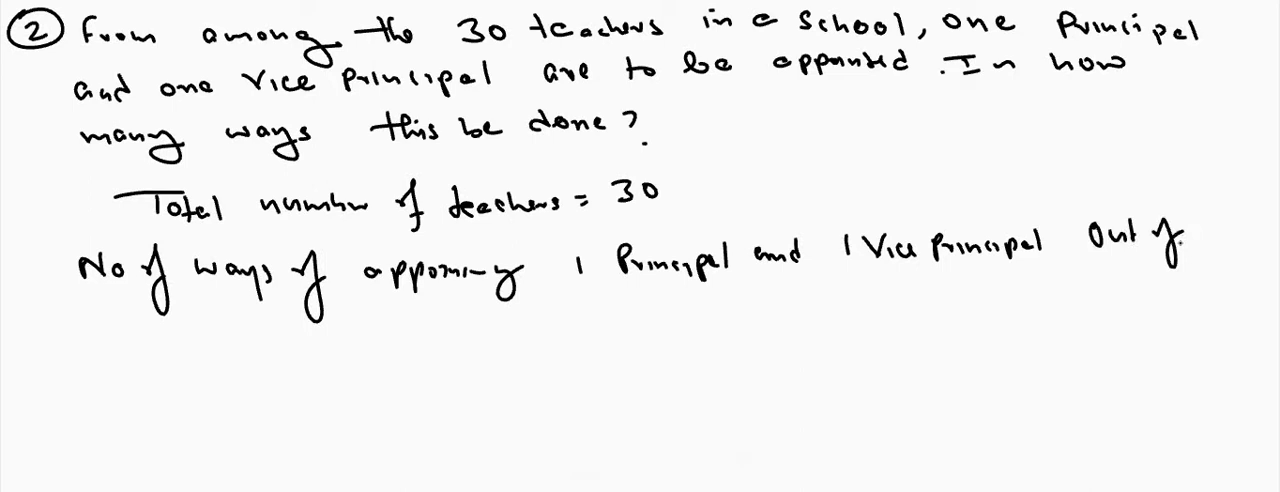 ② From among the 30 teachers in a school, one Principal
and one vice principal are to be appointed. In how
many ways this be done?
Total number of teachers = 30
No of ways of appoining 1 Principal and 1 Vice Principal Out of